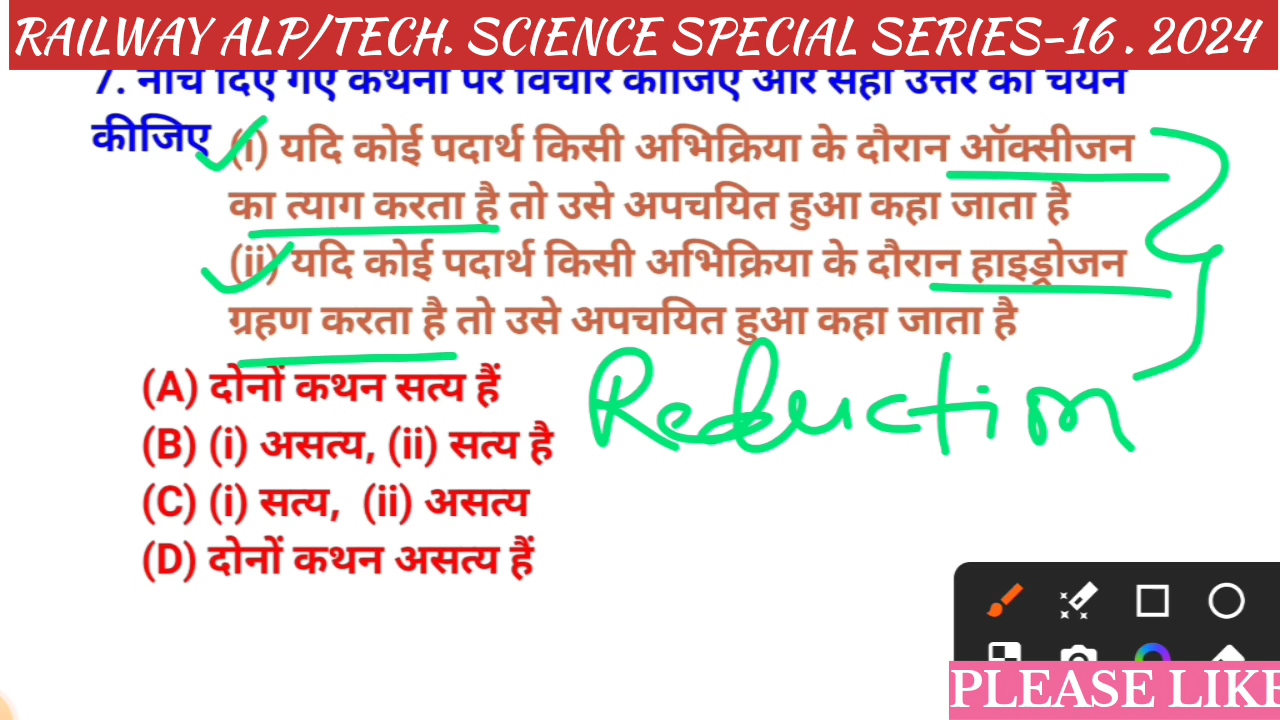 RAILWAY ALP/TECH. SCIENCE SPECIAL SERIES-16 . 2024
7. नीचे दिए गए कथनों पर विचार कीजिए और सही उत्तर का चयन
कीजिए (i) यदि कोई पदार्थ किसी अभिक्रिया के दौरान ऑक्सीजन
का त्याग करता है तो उसे अपचयित हुआ कहा जाता है
(ii) यदि कोई पदार्थ किसी अभिक्रिया के दौरान हाइड्रोजन
ग्रहण करता है तो उसे अपचयित हुआ कहा जाता है
(A) दोनों कथन सत्य हैं
Reduction
(B) (i) असत्य, (ii) सत्य है
(C) (i) सत्य, (ii) असत्य
(D) दोनों कथन असत्य हैं
PLEASE LIKE